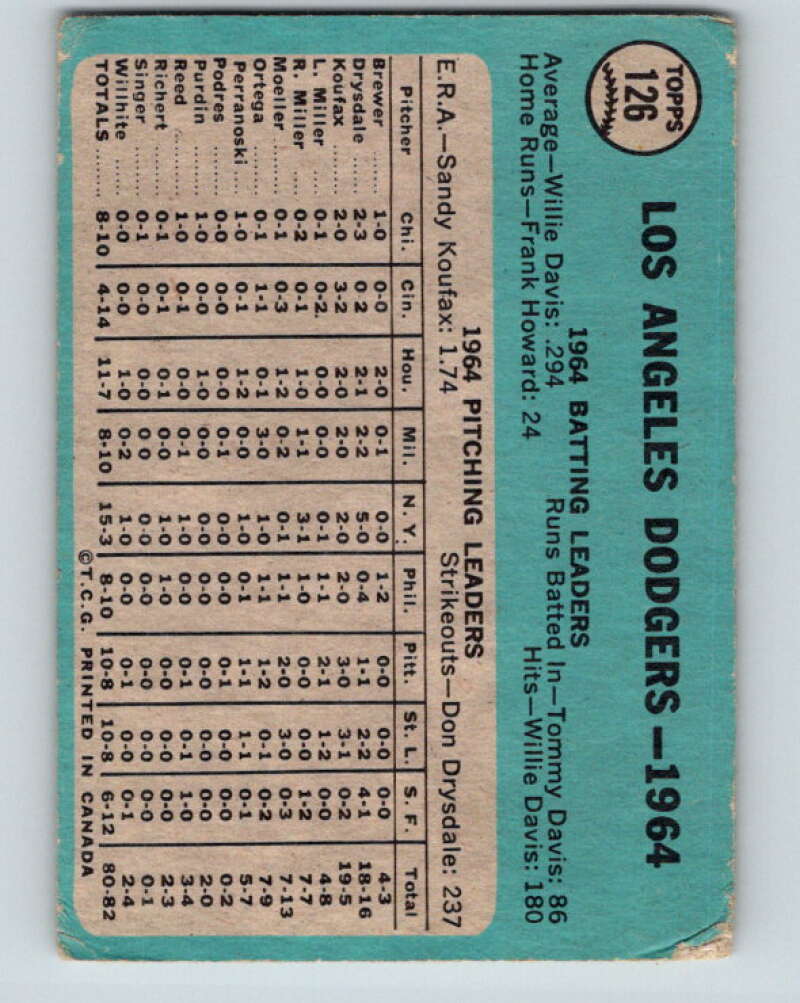 TOPPS
126
LOS ANGELES DODGERS—1964
1964 BATTING LEADERS
Average—Willie Davis: .294 Runs Batted In—Tommy Davis: 86
Home Runs—Frank Howard: 24 Hits—Willie Davis: 180
1964 PITCHING LEADERS
E.R.A.—Sandy Koufax: 1.74 Strikeouts—Don Drysdale: 237
Pitcher Chi. Cin. Hou. Mil. N.Y. Phil. Pitt. St. L. S. F. Total
Brewer........ 1-0 0-0 2-0 0-1 0-0 1-2 0-0 0-0 0-0 4-3
Drysdale ..... 2-3 0 2 2-1 2-2 5-0 0-4 1-1 2-2 4-1 18-16
Koufax ....... 2-0 3-2 2-0 2-0 2-0 2-0 3-0 3-1 0-2 19-5
L. Miller ..... 0-1 0-2. 0-0 0-0 0-1 1-1 2-1 1-2 0-0 4-8
R. Miller ..... 0-2 0-1 1-0 1-1 3-1 1-0 0-0 0-0 1-2 7-7
Moeller ...... 0-1 0-3 1-2 0-2 0-1 1-1 2-0 3-0 0-3 7-13
Ortega ........ 0-1 1-1 0-1 3-0 1-0 1-1 1-2 0-1 0-2 7-9
Perranoski .... 1-0 0-1 1-2 0-0 1-0 0-1 1-1 1-1 0-1 5-7
Podres ....... 0-0 0-0 0-0 0-1 0-0 0-0 0-1 0-0 0-0 0-2
Purdin ....... 1-0 0-0 1-0 0-0 0-0 0-0 0-0 0-0 0-0 2-0
Reed ......... 1-0 0-1 0-0 0-1 1-0 0-0 0-1 0-1 1-0 3-4
Richert ...... 0-1 0-1 0-1 0-0 1-0 1-0 0-0 0-0 0-0 2-3
Singer ....... 0-1 0-0 0-0 0-0 0-0 0-0 0-0 0-0 0-0 0-1
Willhite ..... 0-0 0-0 1-0 0-2 1-0 0-0 0-1 0-0 0-1 2-4
TOTALS ...... 8-10 4-14 11-7 8-10 15-3 8-10 10-8 10-8 6-12 80-82
©T.C.G. PRINTED IN CANADA